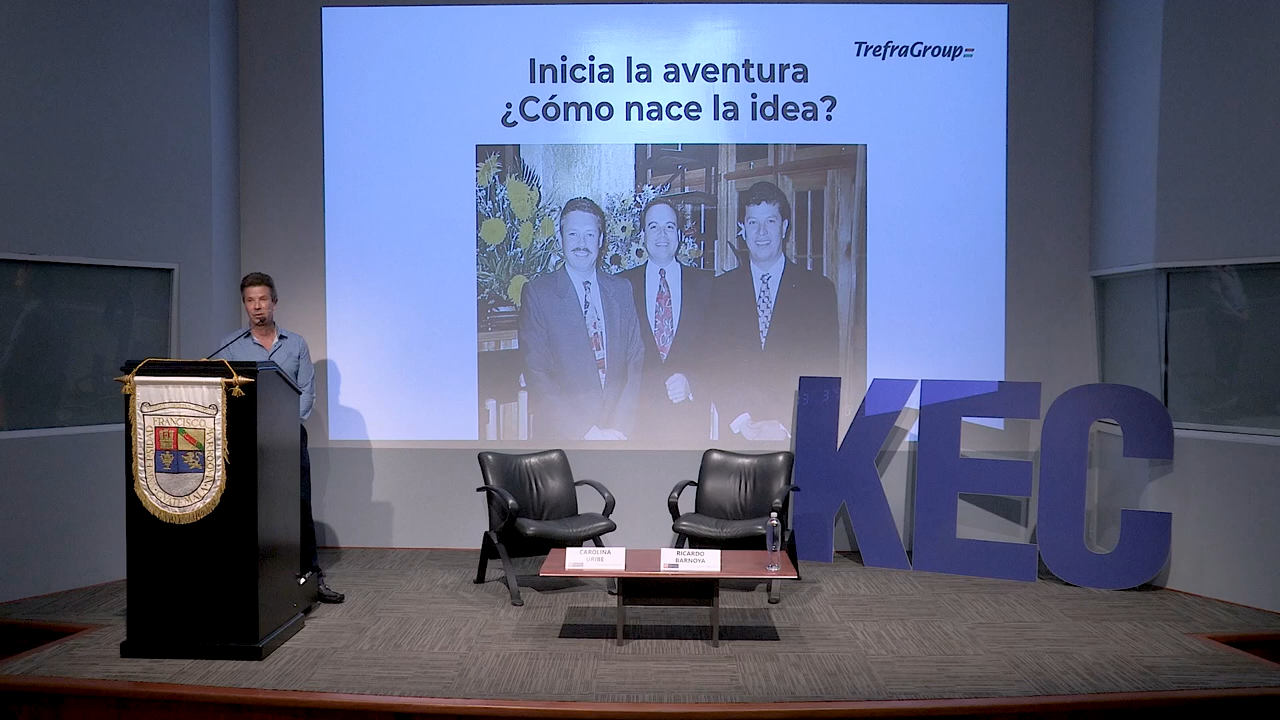 TrefraGroup
Inicia la aventura
¿Cómo nace la idea?
KEC
CAROLINA
URIBE
RICARDO
BARNOYA
FRANCISCO